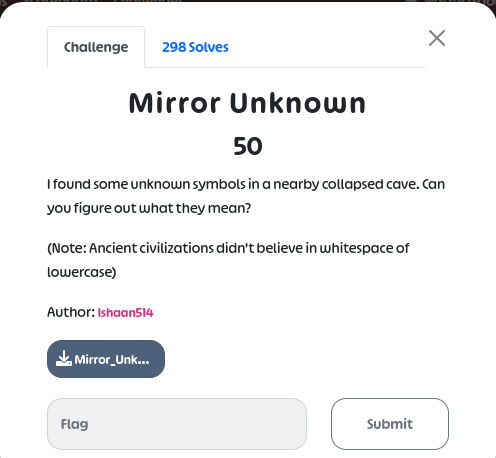 Challenge
298 Solves
Mirror Unknown
50
I found some unknown symbols in a nearby collapsed cave. Can
you figure out what they mean?
(Note: Ancient civilizations didn't believe in whitespace of
lowercase)
Author: Ishaan514
Mirror_Unk...
Flag
Submit